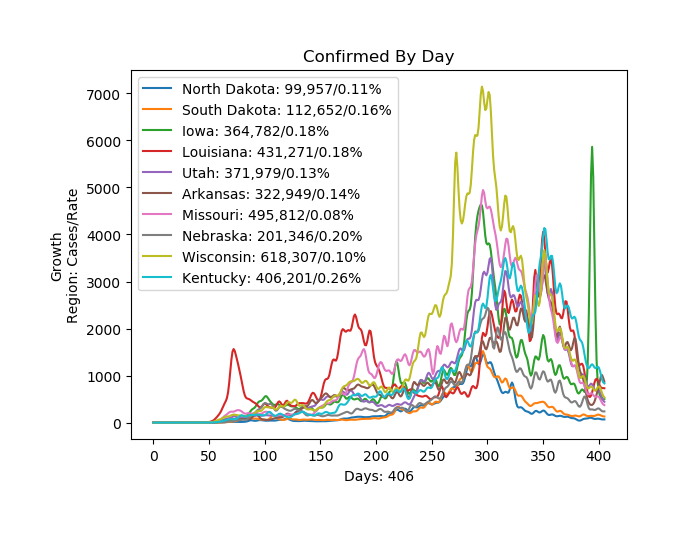 Confirmed By Day
7000
6000
5000
4000
3000
2000
1000
0
Growth
Region: Cases/Rate
North Dakota: 99,957/0.11%
South Dakota: 112,652/0.16%
Iowa: 364,782/0.18%
Louisiana: 431,271/0.18%
Utah: 371,979/0.13%
Arkansas: 322,949/0.14%
Missouri: 495,812/0.08%
Nebraska: 201,346/0.20%
Wisconsin: 618,307/0.10%
Kentucky: 406,201/0.26%
0 50 100 150 200 250 300 350 400
Days: 406